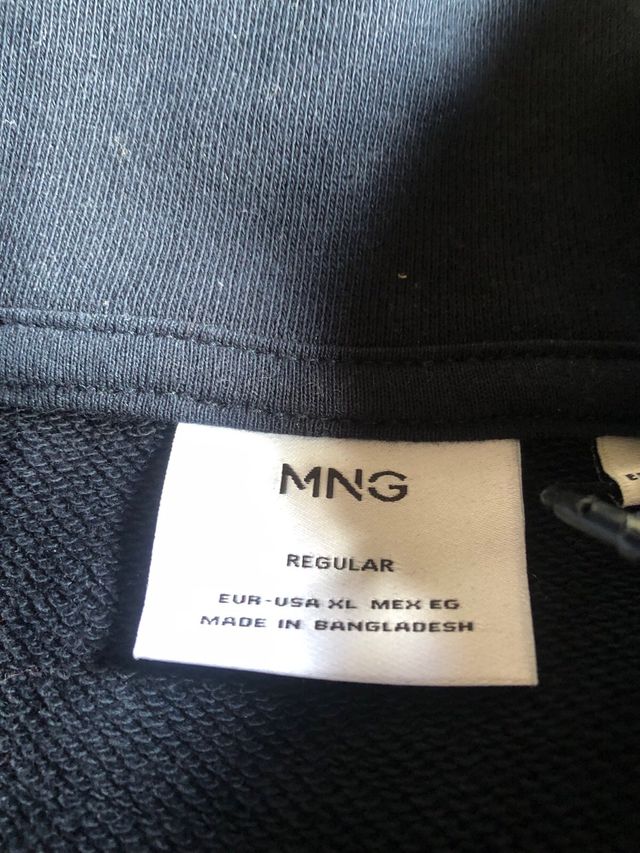 MNG
REGULAR
EUR-USA XL MEX EG
MADE IN BANGLADESH